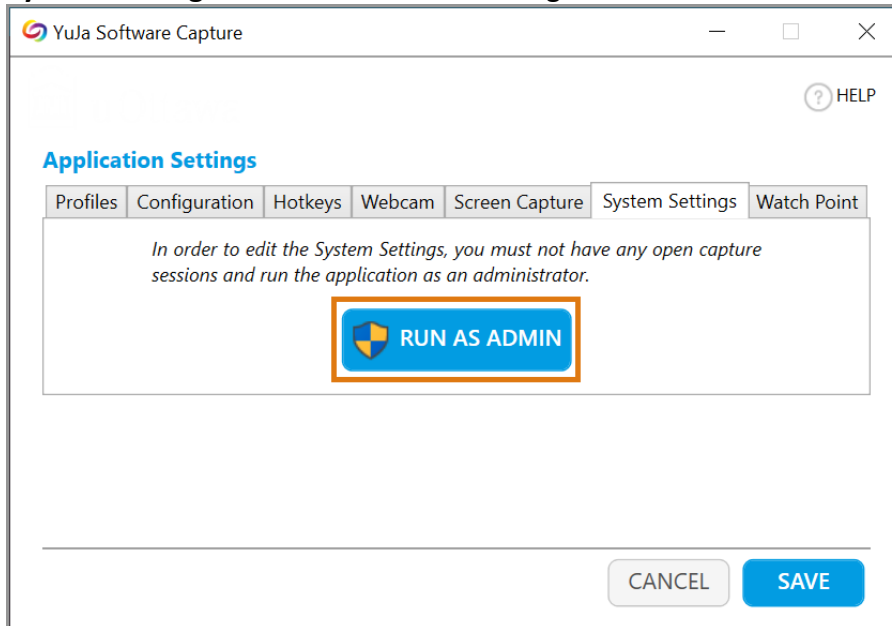 YuJa Software Capture
HELP
Application Settings
Profiles Configuration Hotkeys Webcam Screen Capture System Settings Watch Point
In order to edit the System Settings, you must not have any open capture
sessions and run the application as an administrator.
RUN AS ADMIN
CANCEL SAVE